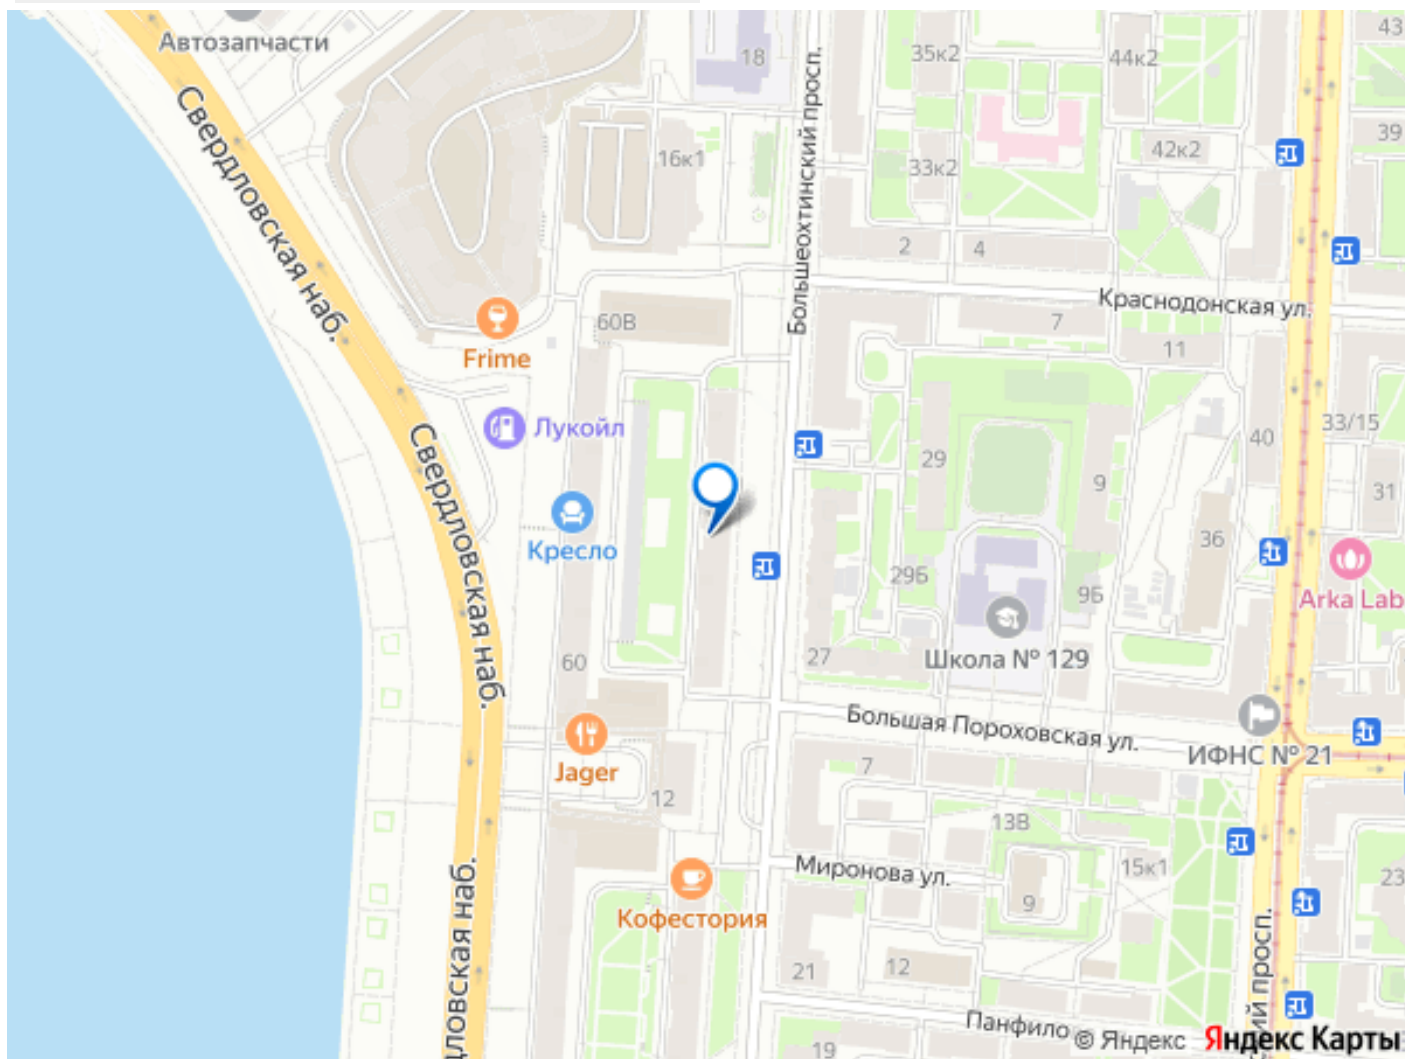 Автозапчасти
18
35к2
44к2
43
Свердловская наб.
Большеохтинский просп.
16к1
33к2
42к2
39
2
4
Краснодонская ул.
60В
7
11
Frime
Лукойл
Свердловская наб.
29
9
40
33/15
31
Кресло
36
29Б
9Б
Arka Lab
60
27
Школа № 129
Большая Пороховская ул.
ИФНС № 21
Jager
12
7
13В
Миронова ул.
15к1
23
9
Кофестория
21
12
дловская наб.
ий просп.
Панфило
19
© Яндекс
Яндекс Карты